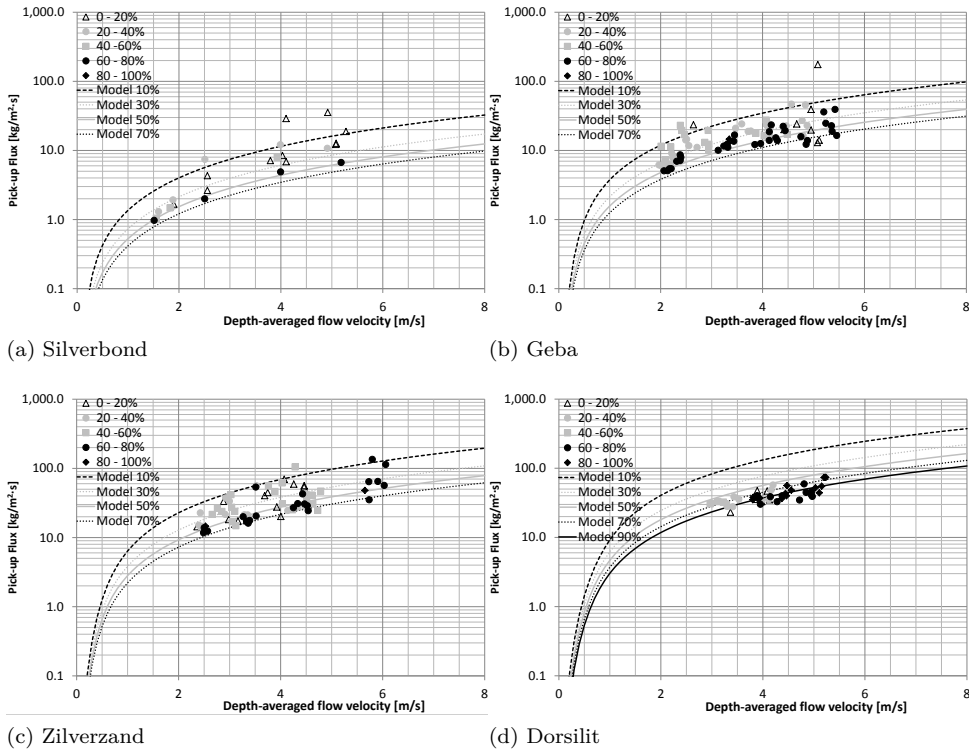 1,000.0
100.0
10.0
1.0
0.1
0 2 4 6 8
Pick-up Flux [kg/m²·s]
Depth-averaged flow velocity [m/s]
0 - 20%
20 - 40%
40 -60%
60 - 80%
80 - 100%
Model 10%
Model 30%
Model 50%
Model 70%
(a) Silverbond
1,000.0
100.0
10.0
1.0
0.1
0 2 4 6 8
Pick-up Flux [kg/m²·s]
Depth-averaged flow velocity [m/s]
0 - 20%
20 - 40%
40 -60%
60 - 80%
80 - 100%
Model 10%
Model 30%
Model 50%
Model 70%
(b) Geba
1,000.0
100.0
10.0
1.0
0.1
0 2 4 6 8
Pick-up Flux [kg/m²·s]
Depth-averaged flow velocity [m/s]
0 - 20%
20 - 40%
40 -60%
60 - 80%
80 - 100%
Model 10%
Model 30%
Model 50%
Model 70%
(c) Zilverzand
1,000.0
100.0
10.0
1.0
0.1
0 2 4 6 8
Pick-up Flux [kg/m²·s]
Depth-averaged flow velocity [m/s]
0 - 20%
20 - 40%
40 -60%
60 - 80%
80 - 100%
Model 10%
Model 30%
Model 50%
Model 70%
Model 90%
(d) Dorsilit